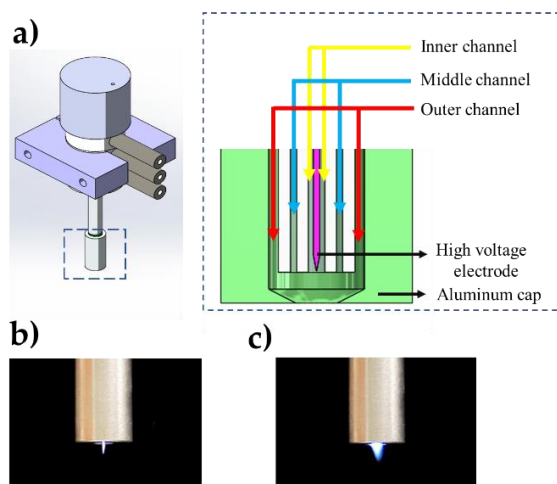 a)
Inner channel
Middle channel
Outer channel
High voltage
electrode
Aluminum cap
b)
c)